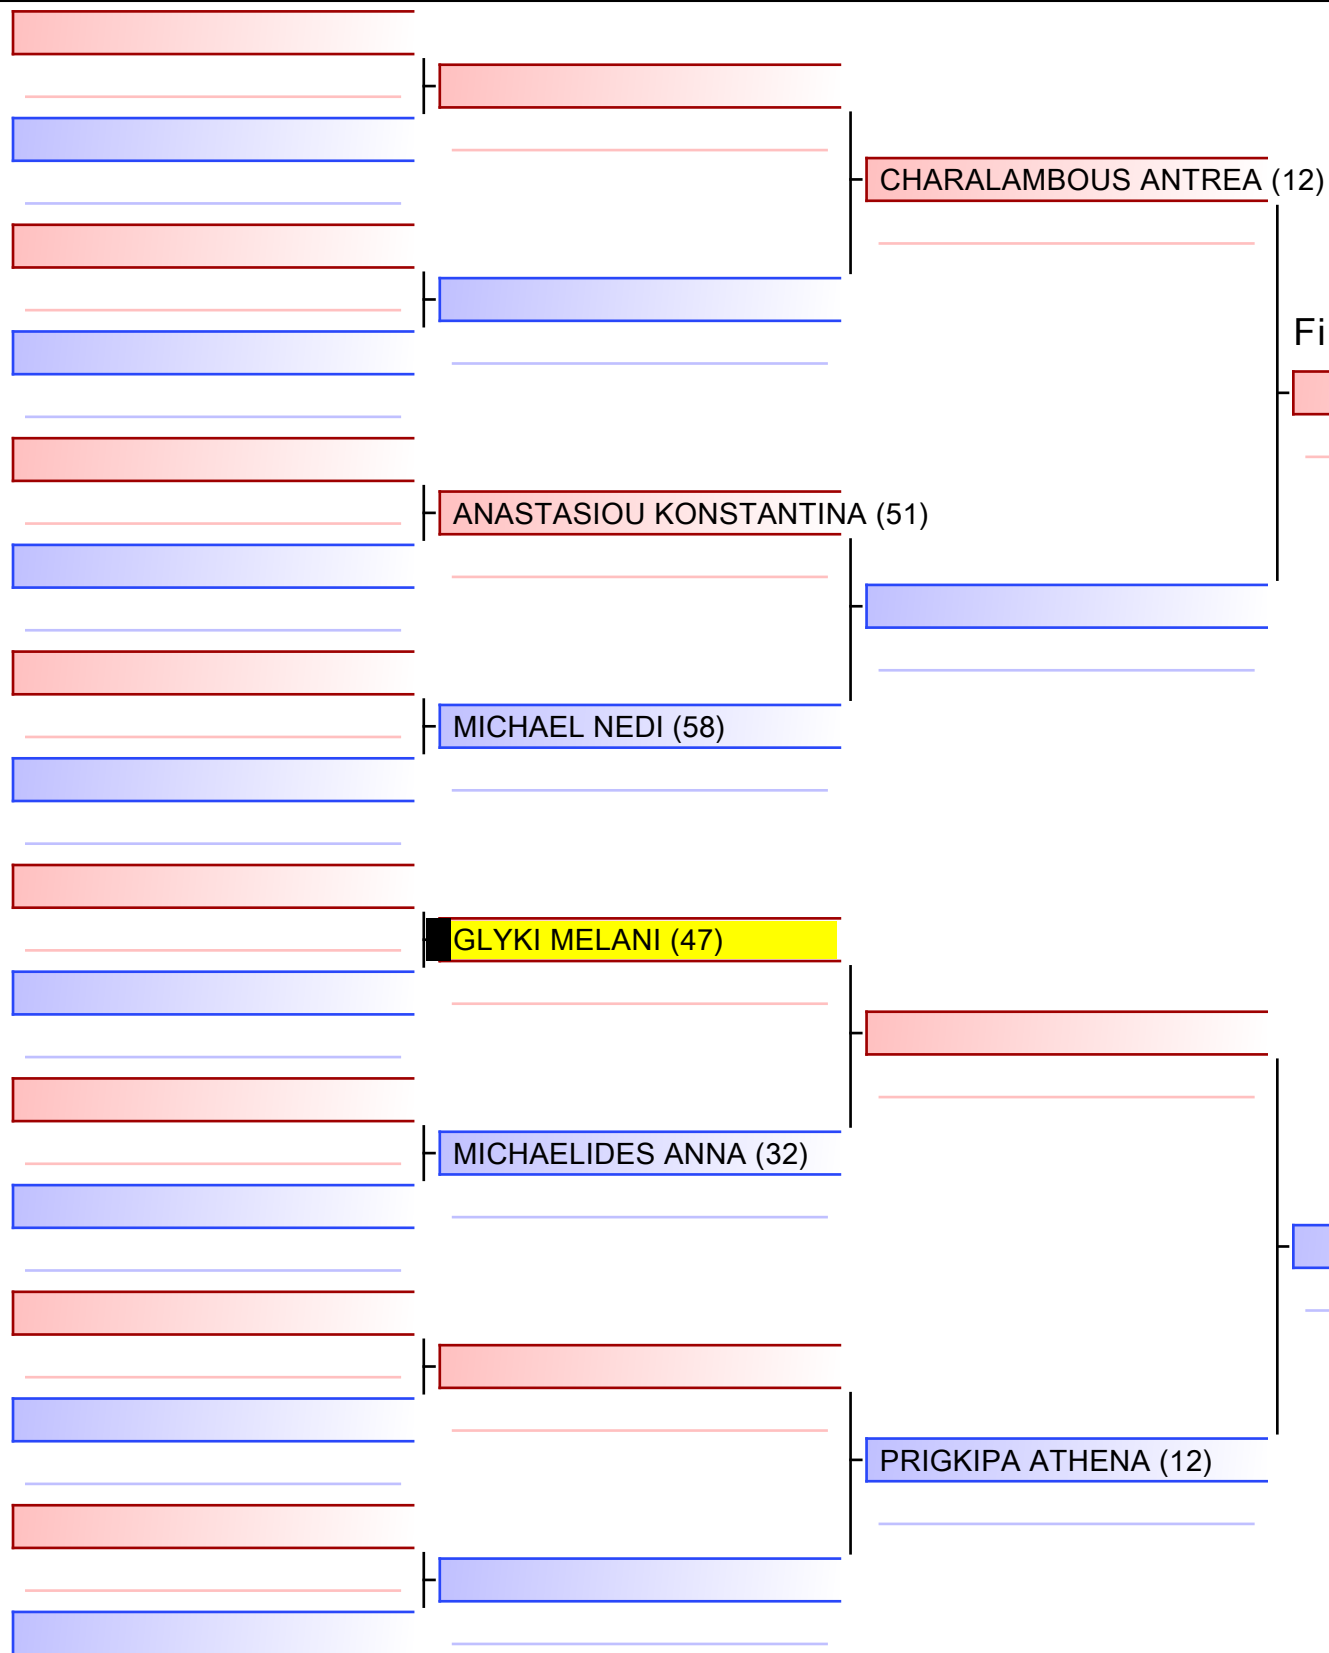 CHARALAMBOUS ANTREA (12)
Fi
ANASTASIOU KONSTANTINA (51)
MICHAEL NEDI (58)
GLYKI MELANI (47)
MICHAELIDES ANNA (32)
PRIGKIPA ATHENA (12)